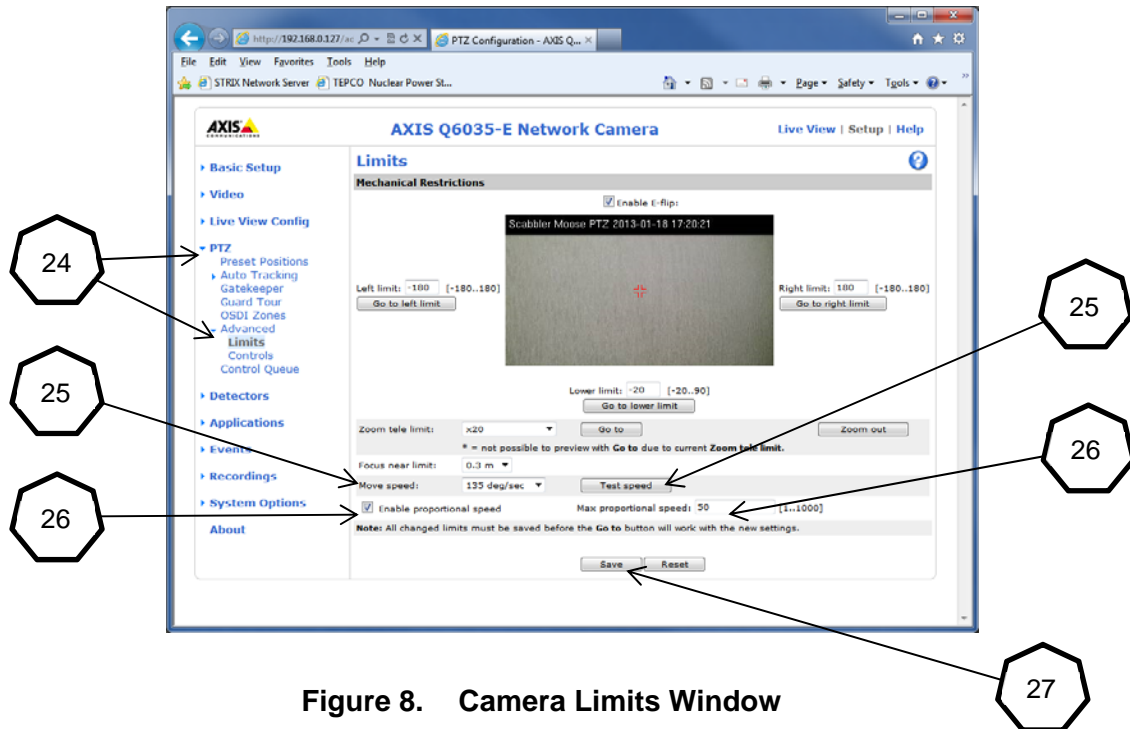 http://192.168.0.127/ac
PTZ Configuration - AXIS Q...
File Edit View Favorites Tools Help
STRIX Network Server TEPCO Nuclear Power St...
Page Safety Tools
AXIS
COMMUNICATIONS
AXIS Q6035-E Network Camera
Live View | Setup | Help
Basic Setup
Video
Live View Config
PTZ
Preset Positions
Auto Tracking
Gatekeeper
Guard Tour
OSDI Zones
Advanced
Limits
Controls
Control Queue
Detectors
Applications
Events
Recordings
System Options
About
Limits
Mechanical Restrictions
Enable E-flip:
Scabbler Moose PTZ 2013-01-18 17:20:21
Left limit: -180 [-180..180]
Go to left limit
Right limit: 180 [-180..180]
Go to right limit
Lower limit: -20 [-20..90]
Go to lower limit
Zoom tele limit: x20 Go to Zoom out
* = not possible to preview with Go to due to current Zoom tele limit.
Focus near limit: 0.3 m
Move speed: 135 deg/sec Test speed
Enable proportional speed Max proportional speed: 50 [1..1000]
Note: All changed limits must be saved before the Go to button will work with the new settings.
Save Reset
24
25
26
25
26
27
Figure 8. Camera Limits Window